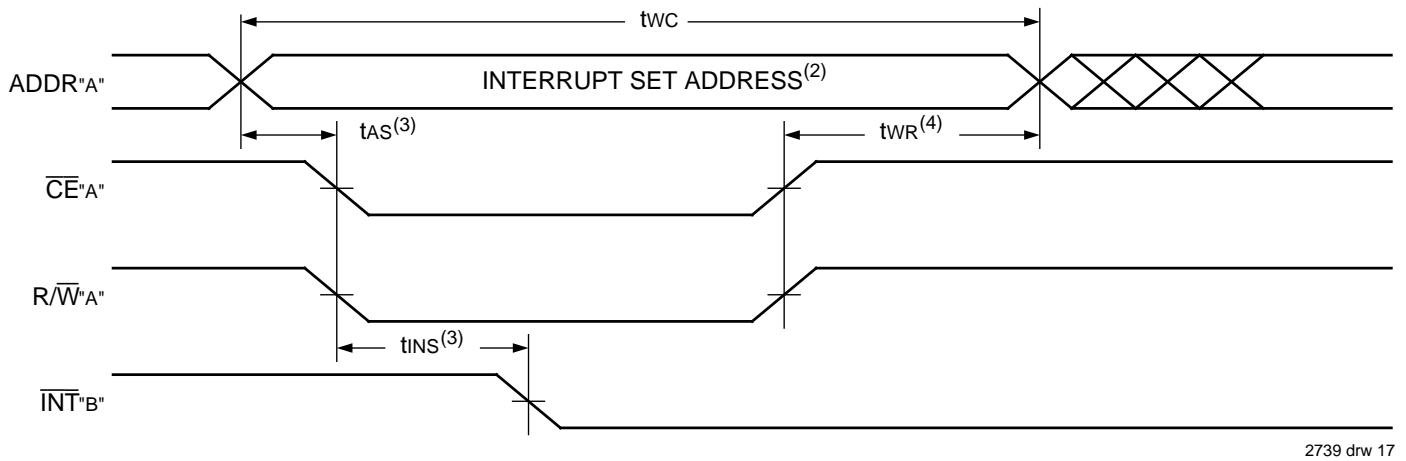 tWC
ADDR"A"
INTERRUPT SET ADDRESS(2)
tAS(3)
tWR(4)
CE"A"
R/W"A"
tINS(3)
INT"B"
2739 drw 17